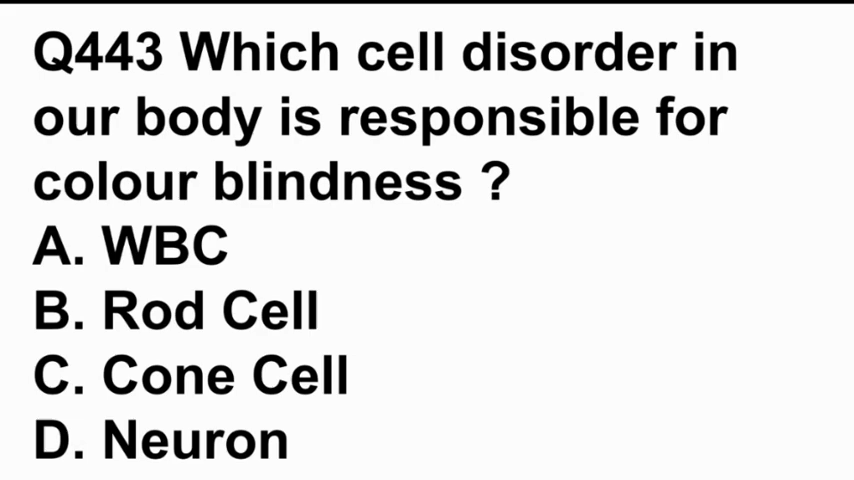 Q443 Which cell disorder in
our body is responsible for
colour blindness ?
A. WBC
B. Rod Cell
C. Cone Cell
D. Neuron